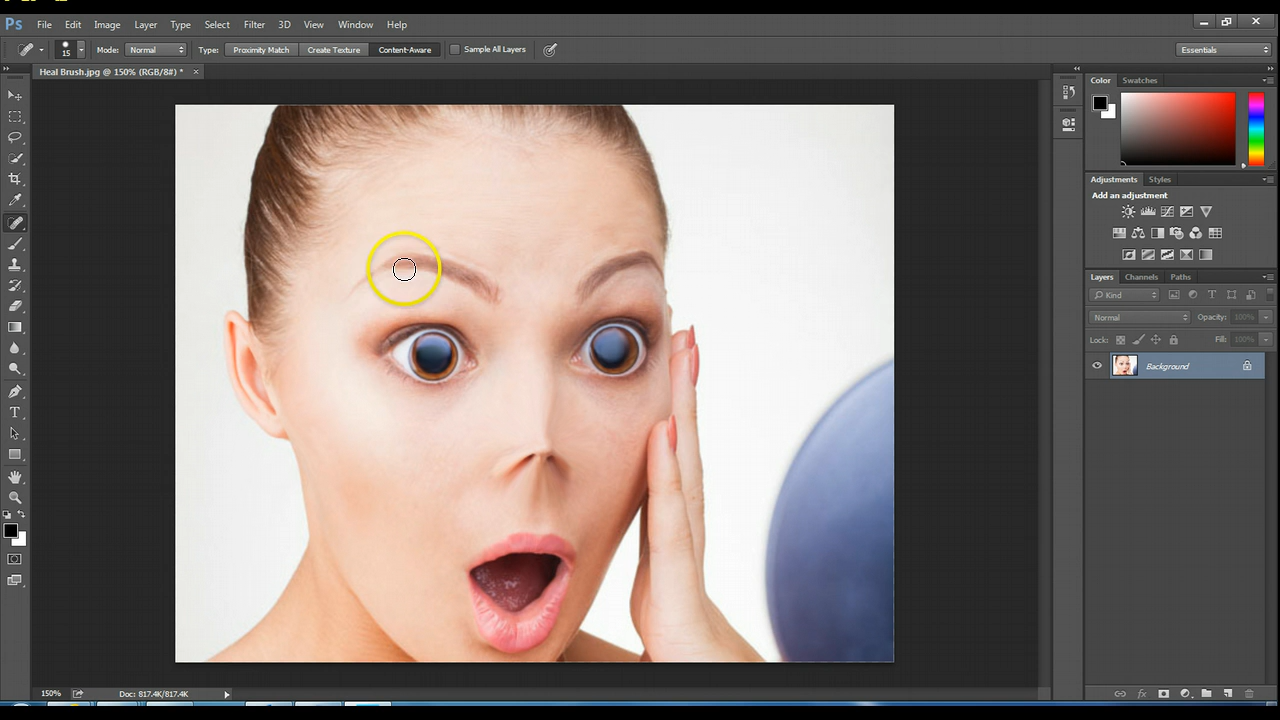 Ps File Edit Image Layer Type Select Filter 3D View Window Help
15 Mode: Normal Type: Proximity Match Create Texture Content-Aware Sample All Layers Essentials
Heal Brush.jpg @ 150% (RGB/8#) * ×
Color Swatches
Adjustments Styles
Add an adjustment
Layers Channels Paths
Kind
Normal Opacity: 100%
Lock: Fill: 100%
Background
150% Doc: 817.4K/817.4K